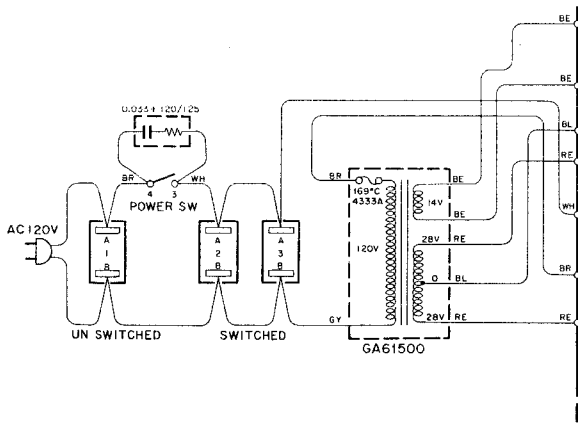 BE
0.033+120/125
BE
BR
WH
4
3
POWER SW
BL
RE
AC120V
A
1
B
A
2
B
A
3
B
BR
169°C
4333A
120V
BE
14V
BE
28V
RE
0
BL
28V
RE
WH
BR
RE
UN SWITCHED
SWITCHED
GY
GA61500